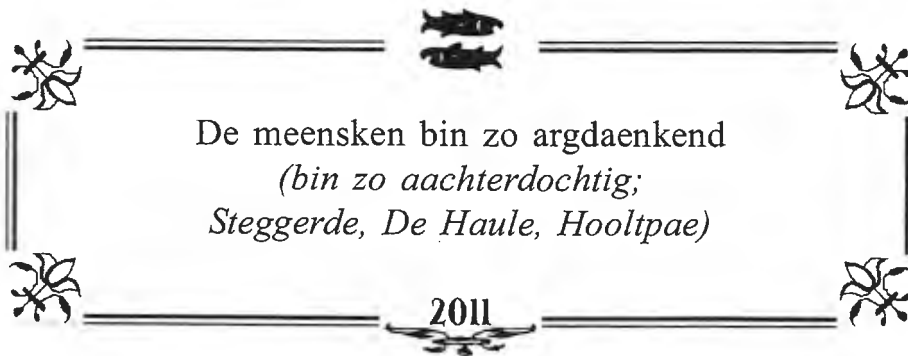 De meensken bin zo argdaenkend
(bin zo aachterdochtig;
Steggerde, De Haule, Hooltpae)
2011